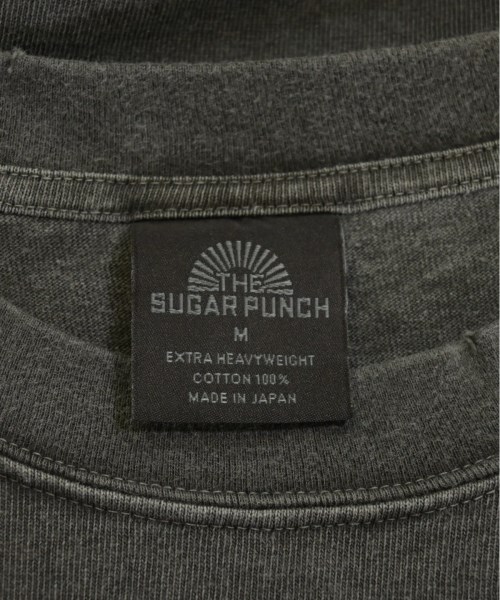 THE
SUGAR PUNCH
M
EXTRA HEAVYWEIGHT
COTTON 100%
MADE IN JAPAN